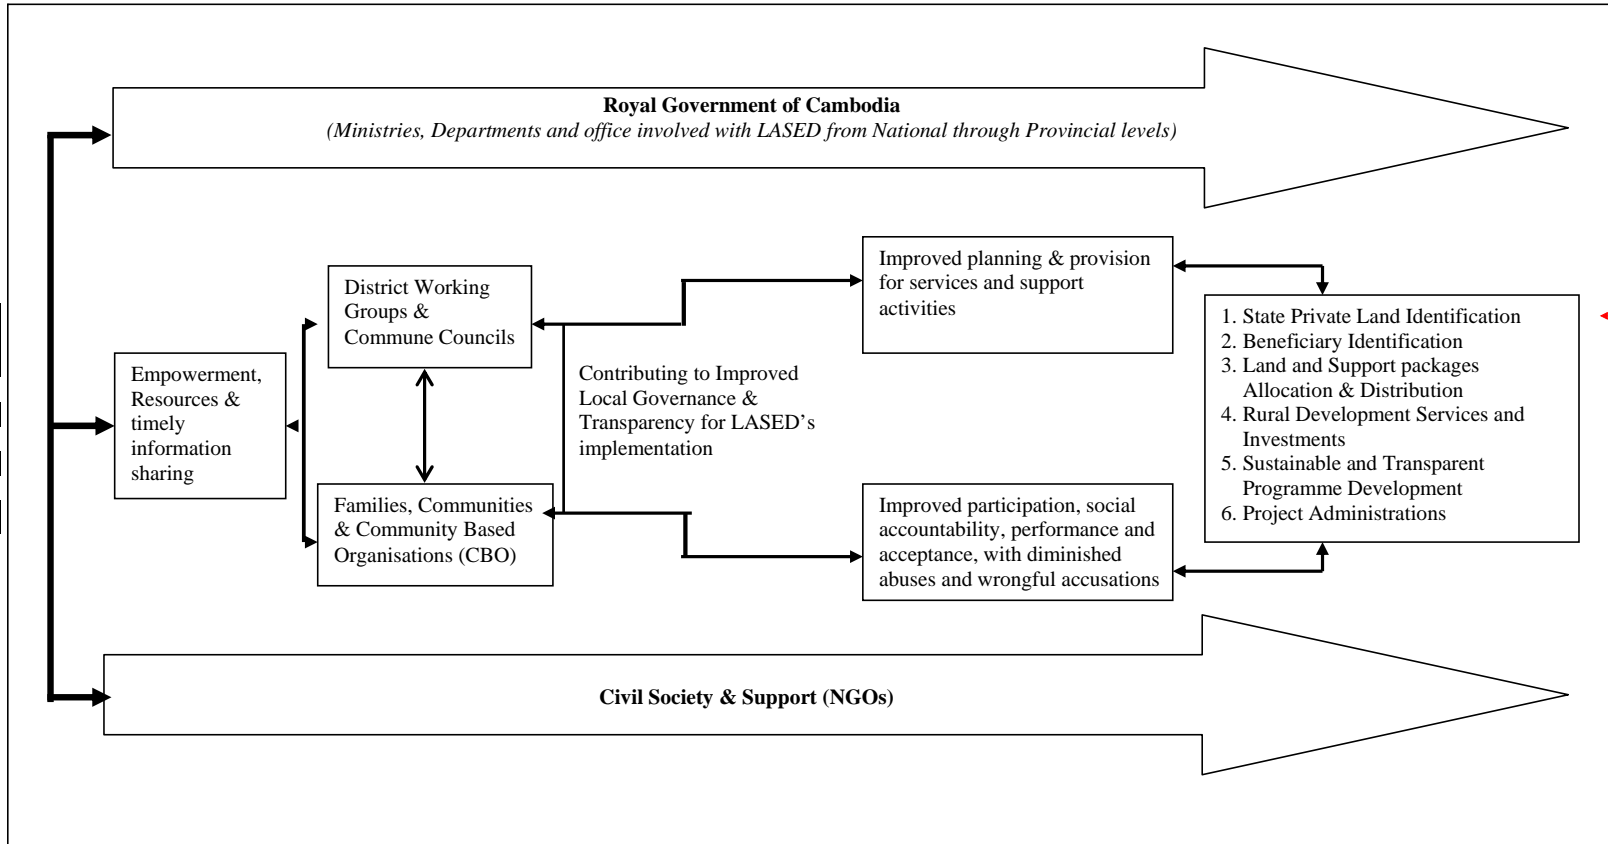 Royal Government of Cambodia
(Ministries, Departments and office involved with LASED from National through Provincial levels)
Empowerment,
Resources &
timely
information
sharing
District Working
Groups &
Commune Councils
Families, Communities
& Community Based
Organisations (CBO)
Contributing to Improved
Local Governance &
Transparency for LASED’s
implementation
Improved planning & provision
for services and support
activities
Improved participation, social
accountability, performance and
acceptance, with diminished
abuses and wrongful accusations
1. State Private Land Identification
2. Beneficiary Identification
3. Land and Support packages
Allocation & Distribution
4. Rural Development Services and
Investments
5. Sustainable and Transparent
Programme Development
6. Project Administrations
Civil Society & Support (NGOs)